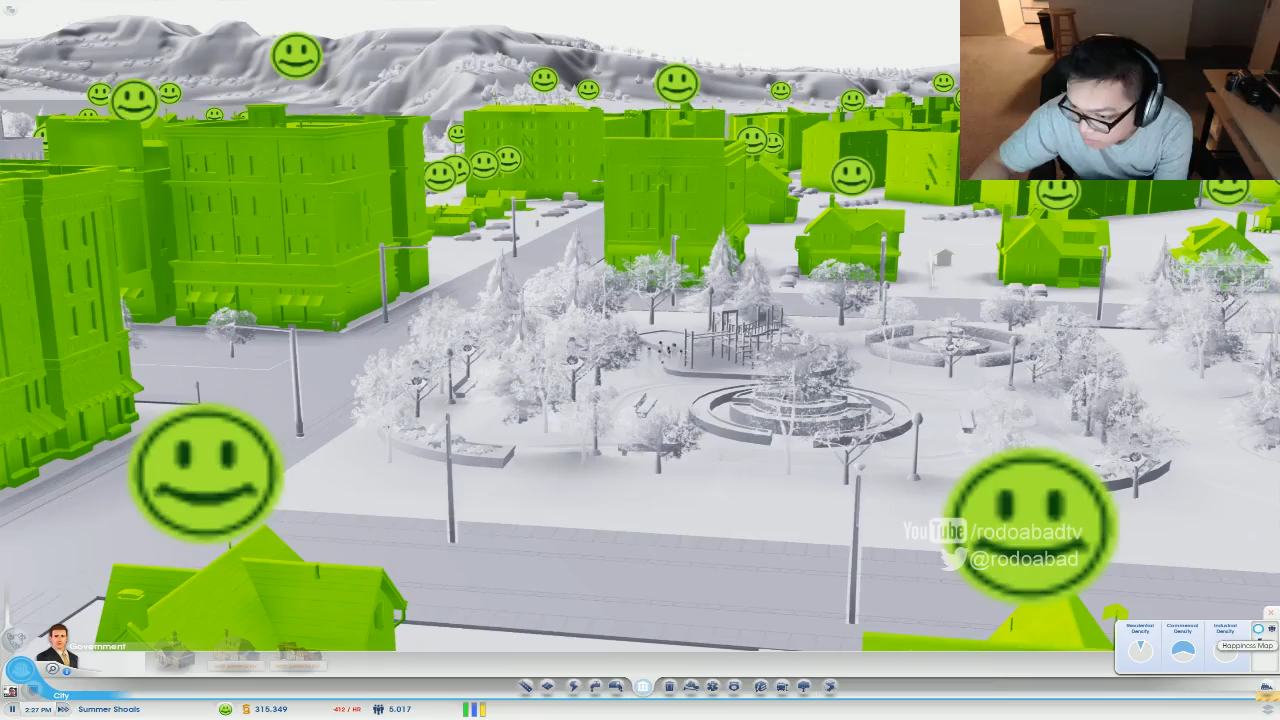 YouTube /rodoabadtv
@rodoabad
Residential Density
Commercial Density
Industrial Density
Happiness Map
Government
City
2:27 PM
Summer Shoals
315.349
-412 / HR
5.017